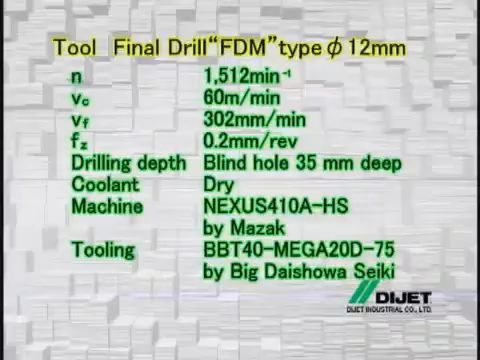 Tool Final Drill“FDM”type φ 12mm
n 1,512min⁻¹
vc 60m/min
vf 302mm/min
fz 0.2mm/rev
Drilling depth Blind hole 35 mm deep
Coolant Dry
Machine NEXUS410A-HS
by Mazak
Tooling BBT40-MEGA20D-75
by Big Daishowa Seiki
DIJET
DIJET INDUSTRIAL CO., LTD.